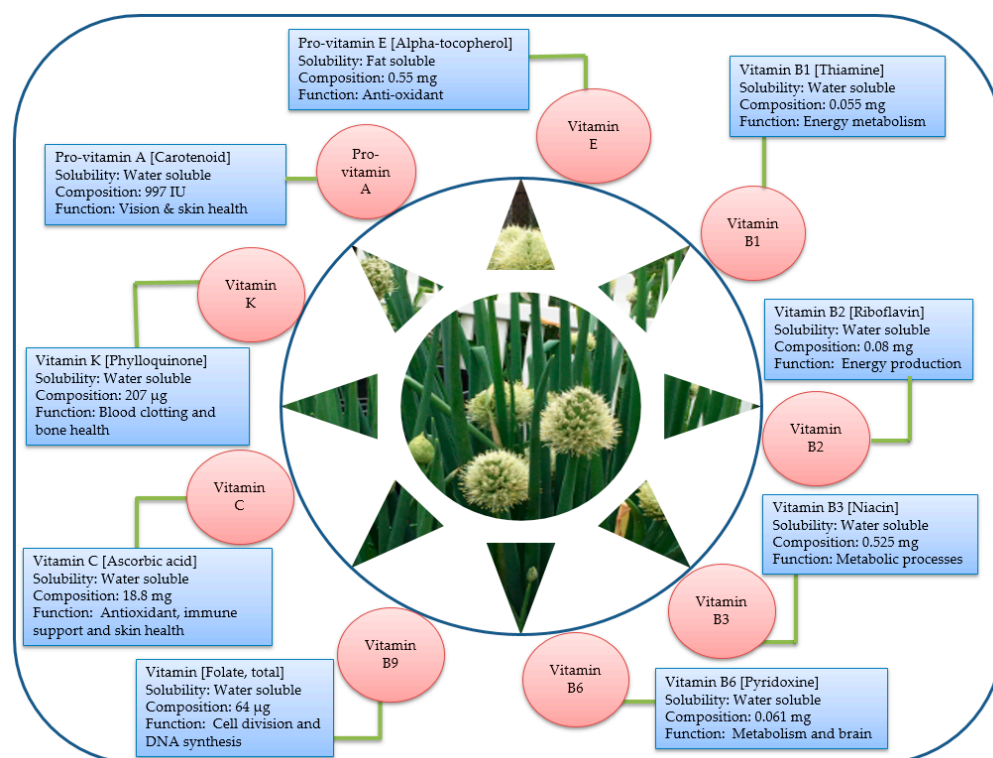 Pro-vitamin E [Alpha-tocopherol]
Solubility: Fat soluble
Composition: 0.55 mg
Function: Anti-oxidant
Vitamin
E
Vitamin B1 [Thiamine]
Solubility: Water soluble
Composition: 0.055 mg
Function: Energy metabolism
Vitamin
B1
Pro-vitamin A [Carotenoid]
Solubility: Water soluble
Composition: 997 IU
Function: Vision & skin health
Pro-
vitamin
A
Vitamin
K
Vitamin K [Phylloquinone]
Solubility: Water soluble
Composition: 207 µg
Function: Blood clotting and
bone health
Vitamin B2 [Riboflavin]
Solubility: Water soluble
Composition: 0.08 mg
Function: Energy production
Vitamin
B2
Vitamin
C
Vitamin C [Ascorbic acid]
Solubility: Water soluble
Composition: 18.8 mg
Function: Antioxidant, immune
support and skin health
Vitamin B3 [Niacin]
Solubility: Water soluble
Composition: 0.525 mg
Function: Metabolic processes
Vitamin
B3
Vitamin
B9
Vitamin [Folate, total]
Solubility: Water soluble
Composition: 64 µg
Function: Cell division and
DNA synthesis
Vitamin
B6
Vitamin B6 [Pyridoxine]
Solubility: Water soluble
Composition: 0.061 mg
Function: Metabolism and brain